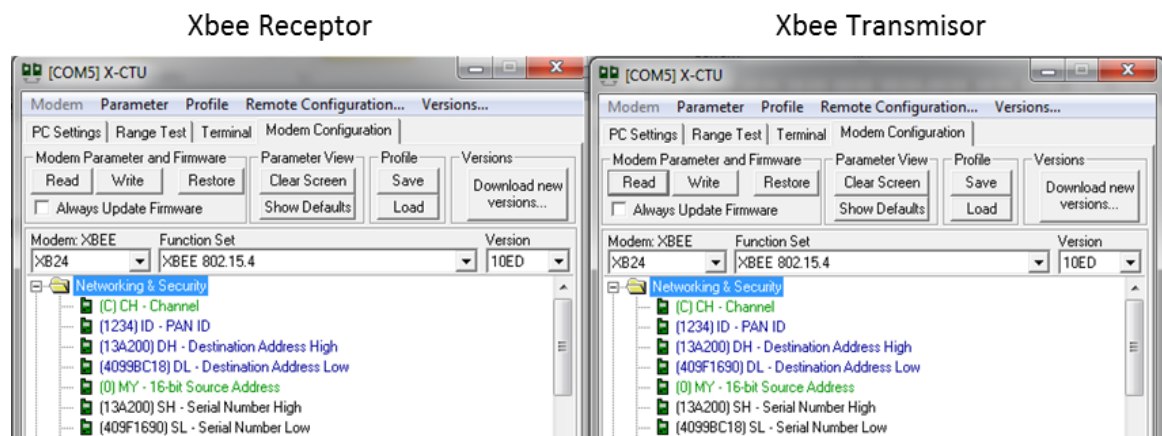 Xbee Receptor
[COM5] X-CTU
Modem Parameter Profile Remote Configuration... Versions...
PC Settings Range Test Terminal Modem Configuration
Modem Parameter and Firmware Parameter View Profile Versions
Read Write Restore Clear Screen Save Download new versions...
Always Update Firmware Show Defaults Load
Modem: XBEE Function Set Version
XB24 XBEE 802.15.4 10ED
Networking & Security
(C) CH - Channel
(1234) ID - PAN ID
(13A200) DH - Destination Address High
(4099BC18) DL - Destination Address Low
(0) MY - 16-bit Source Address
(13A200) SH - Serial Number High
(409F1690) SL - Serial Number Low
Xbee Transmisor
[COM5] X-CTU
Modem Parameter Profile Remote Configuration... Versions...
PC Settings Range Test Terminal Modem Configuration
Modem Parameter and Firmware Parameter View Profile Versions
Read Write Restore Clear Screen Save Download new versions...
Always Update Firmware Show Defaults Load
Modem: XBEE Function Set Version
XB24 XBEE 802.15.4 10ED
Networking & Security
(C) CH - Channel
(1234) ID - PAN ID
(13A200) DH - Destination Address High
(409F1690) DL - Destination Address Low
(0) MY - 16-bit Source Address
(13A200) SH - Serial Number High
(4099BC18) SL - Serial Number Low